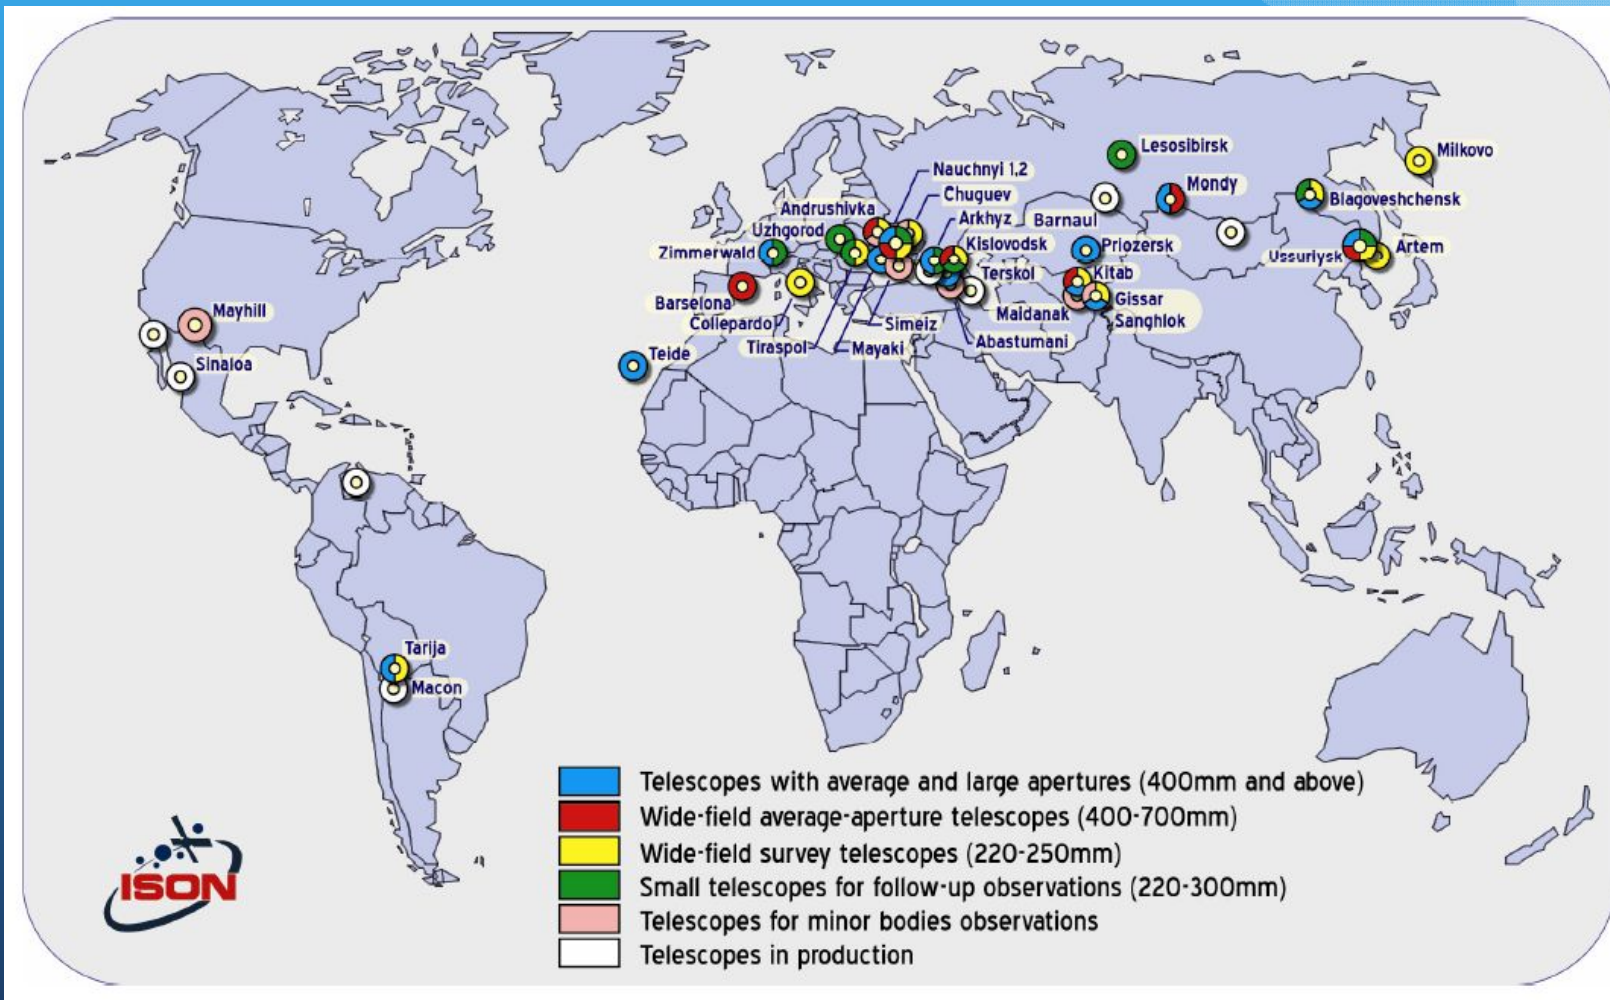 Lesosibirsk
Milkovo
Nauchnyi 1,2
Mondy
Chuguev
Blagoveshchensk
Andrushivka
Arkhyz
Barnaul
Uzhgorod
Kislovodsk
Priozersk
Artem
Zimmerwald
Ussuriysk
Terskol
Kitab
Barselona
Gissar
Mayhill
Maidanak
Collepardo
Simeiz
Sanghlok
Tiraspol
Mayaki
Abastumani
Teide
Sinaloa
Tarija
Macon
Telescopes with average and large apertures (400mm and above)
Wide-field average-aperture telescopes (400-700mm)
Wide-field survey telescopes (220-250mm)
Small telescopes for follow-up observations (220-300mm)
Telescopes for minor bodies observations
Telescopes in production
ISON